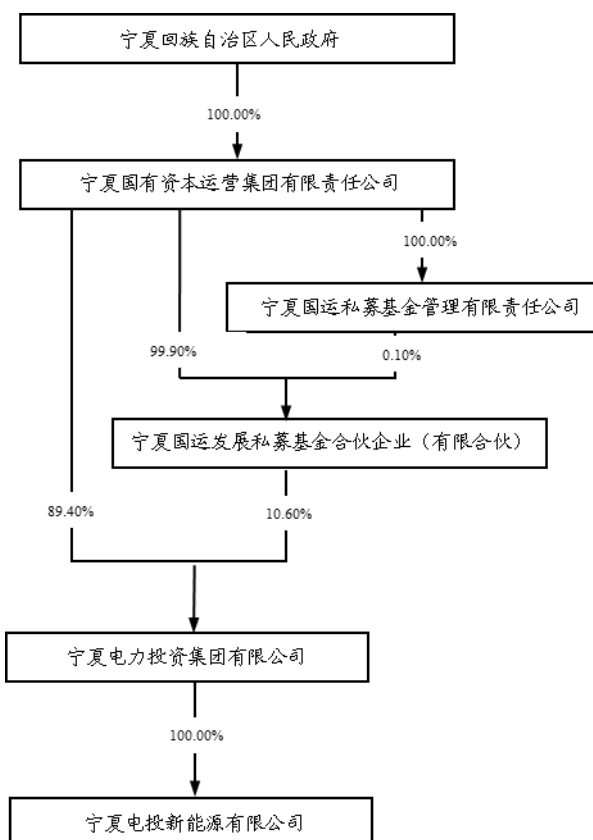 宁夏回族自治区人民政府
100.00%
宁夏国有资本运营集团有限责任公司
100.00%
宁夏国运私募基金管理有限责任公司
99.90%
0.10%
宁夏国运发展私募基金合伙企业（有限合伙）
89.40%
10.60%
宁夏电力投资集团有限公司
100.00%
宁夏电投新能源有限公司